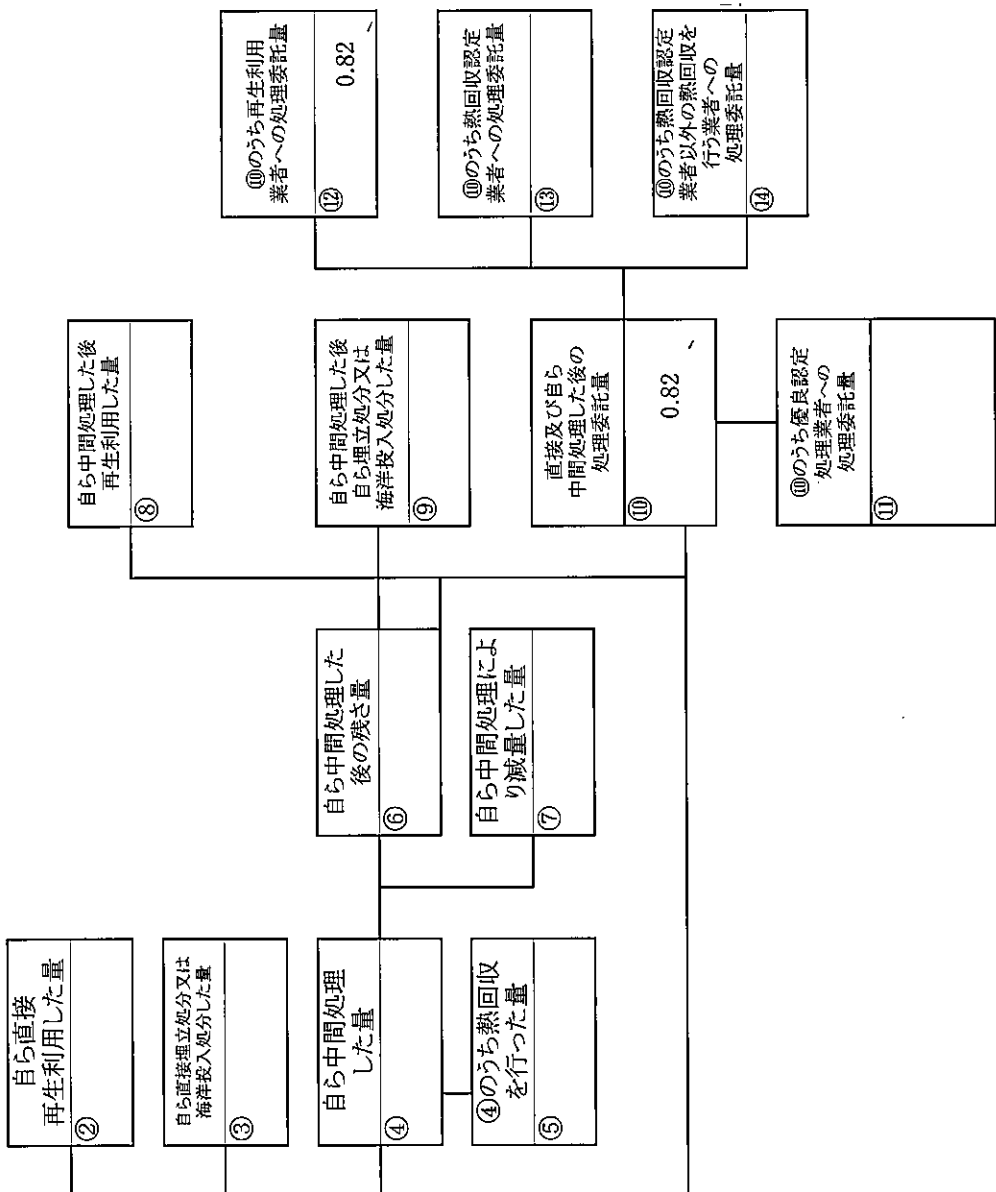 自ら直接
再生利用した量
②
自ら直接埋立処分又は
海洋投入処分した量
③
自ら中間処理
した量
④
④のうち熱回収
を行った量
⑤
自ら中間処理した
後の残さ量
⑥
自ら中間処理によ
り減量した量
⑦
自ら中間処理した後
再生利用した量
⑧
自ら中間処理した後
自ら埋立処分又は
海洋投入処分した量
⑨
直接及び自ら
中間処理した後の
処理委託量
⑩
0.82
⑩のうち優良認定
処理業者への
処理委託量
⑪
⑩のうち再生利用
業者への処理委託量
⑫
0.82
⑩のうち熱回収認定
業者への処理委託量
⑬
⑩のうち熱回収認定
業者以外の熱回収を
行う業者への
処理委託量
⑭